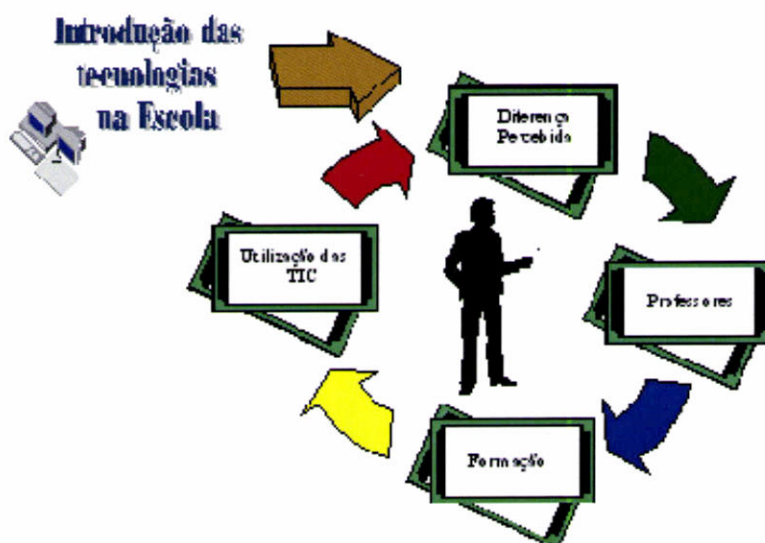 Introdução das
tecnologias
na Escola
Diferença
Percebida
Utilização das
TIC
Professores
Formação